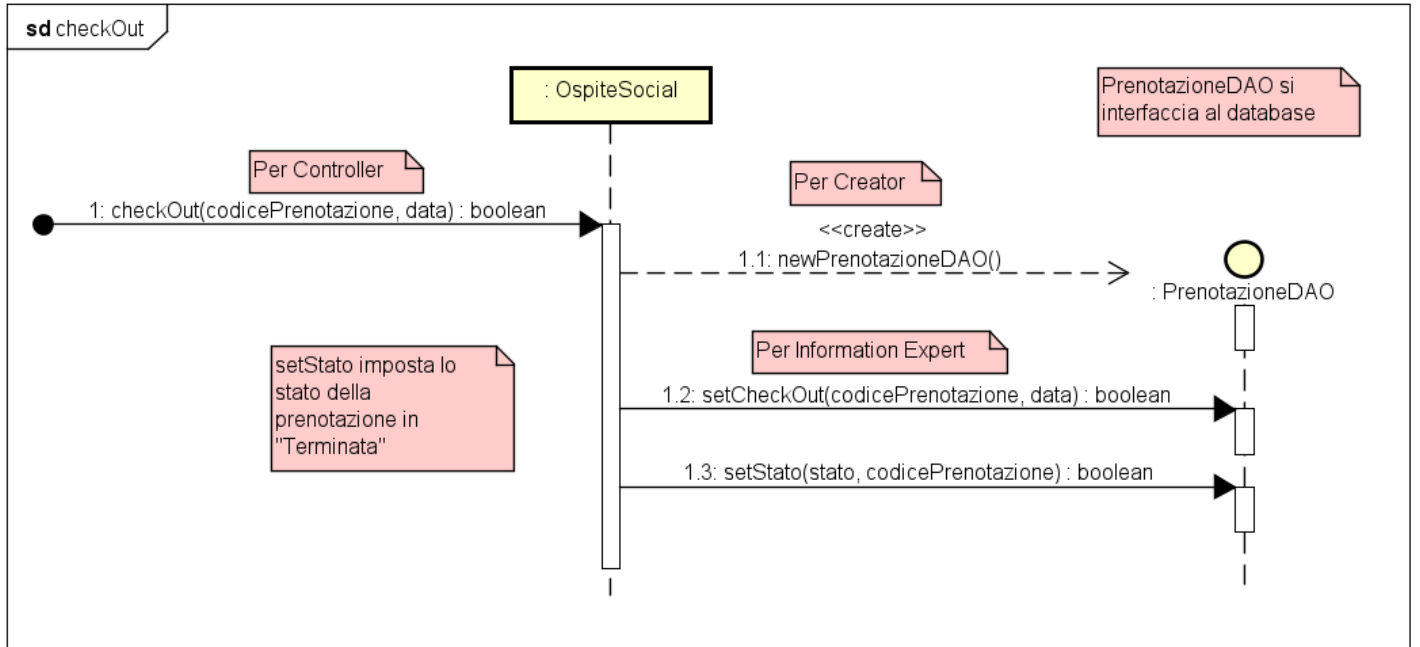 sd checkOut
: OspiteSocial
PrenotazioneDAO si
interfaccia al database
Per Controller
Per Creator
1: checkOut(codicePrenotazione, data) : boolean
<<create>>
1.1: newPrenotazioneDAO()
: PrenotazioneDAO
Per Information Expert
setStato imposta lo
stato della
prenotazione in
"Terminata"
1.2: setCheckOut(codicePrenotazione, data) : boolean
1.3: setStato(stato, codicePrenotazione) : boolean